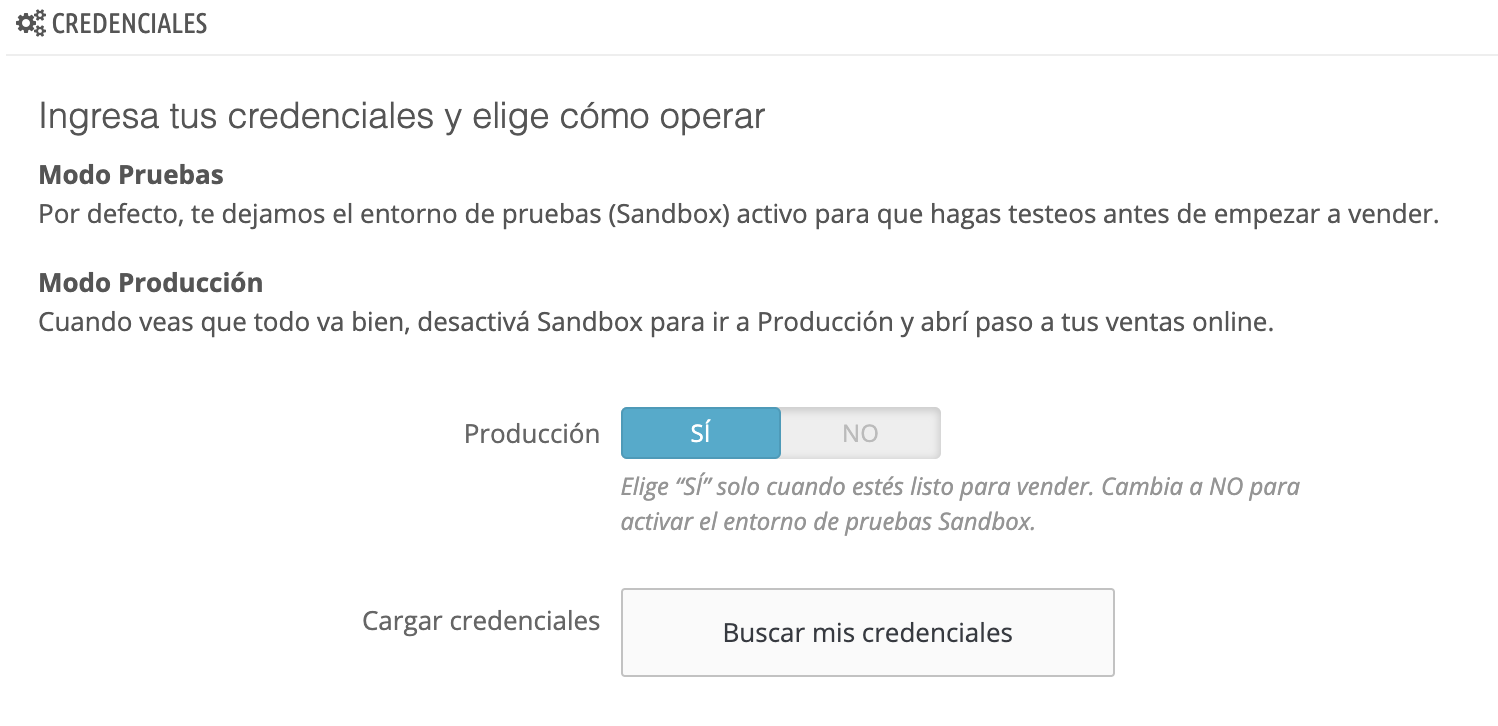 CREDENCIALES
Ingresa tus credenciales y elige cómo operar
Modo Pruebas
Por defecto, te dejamos el entorno de pruebas (Sandbox) activo para que hagas testeos antes de empezar a vender.
Modo Producción
Cuando veas que todo va bien, desactivá Sandbox para ir a Producción y abrí paso a tus ventas online.
Producción SÍ NO
Elige “SÍ” solo cuando estés listo para vender. Cambia a NO para
activar el entorno de pruebas Sandbox.
Cargar credenciales Buscar mis credenciales